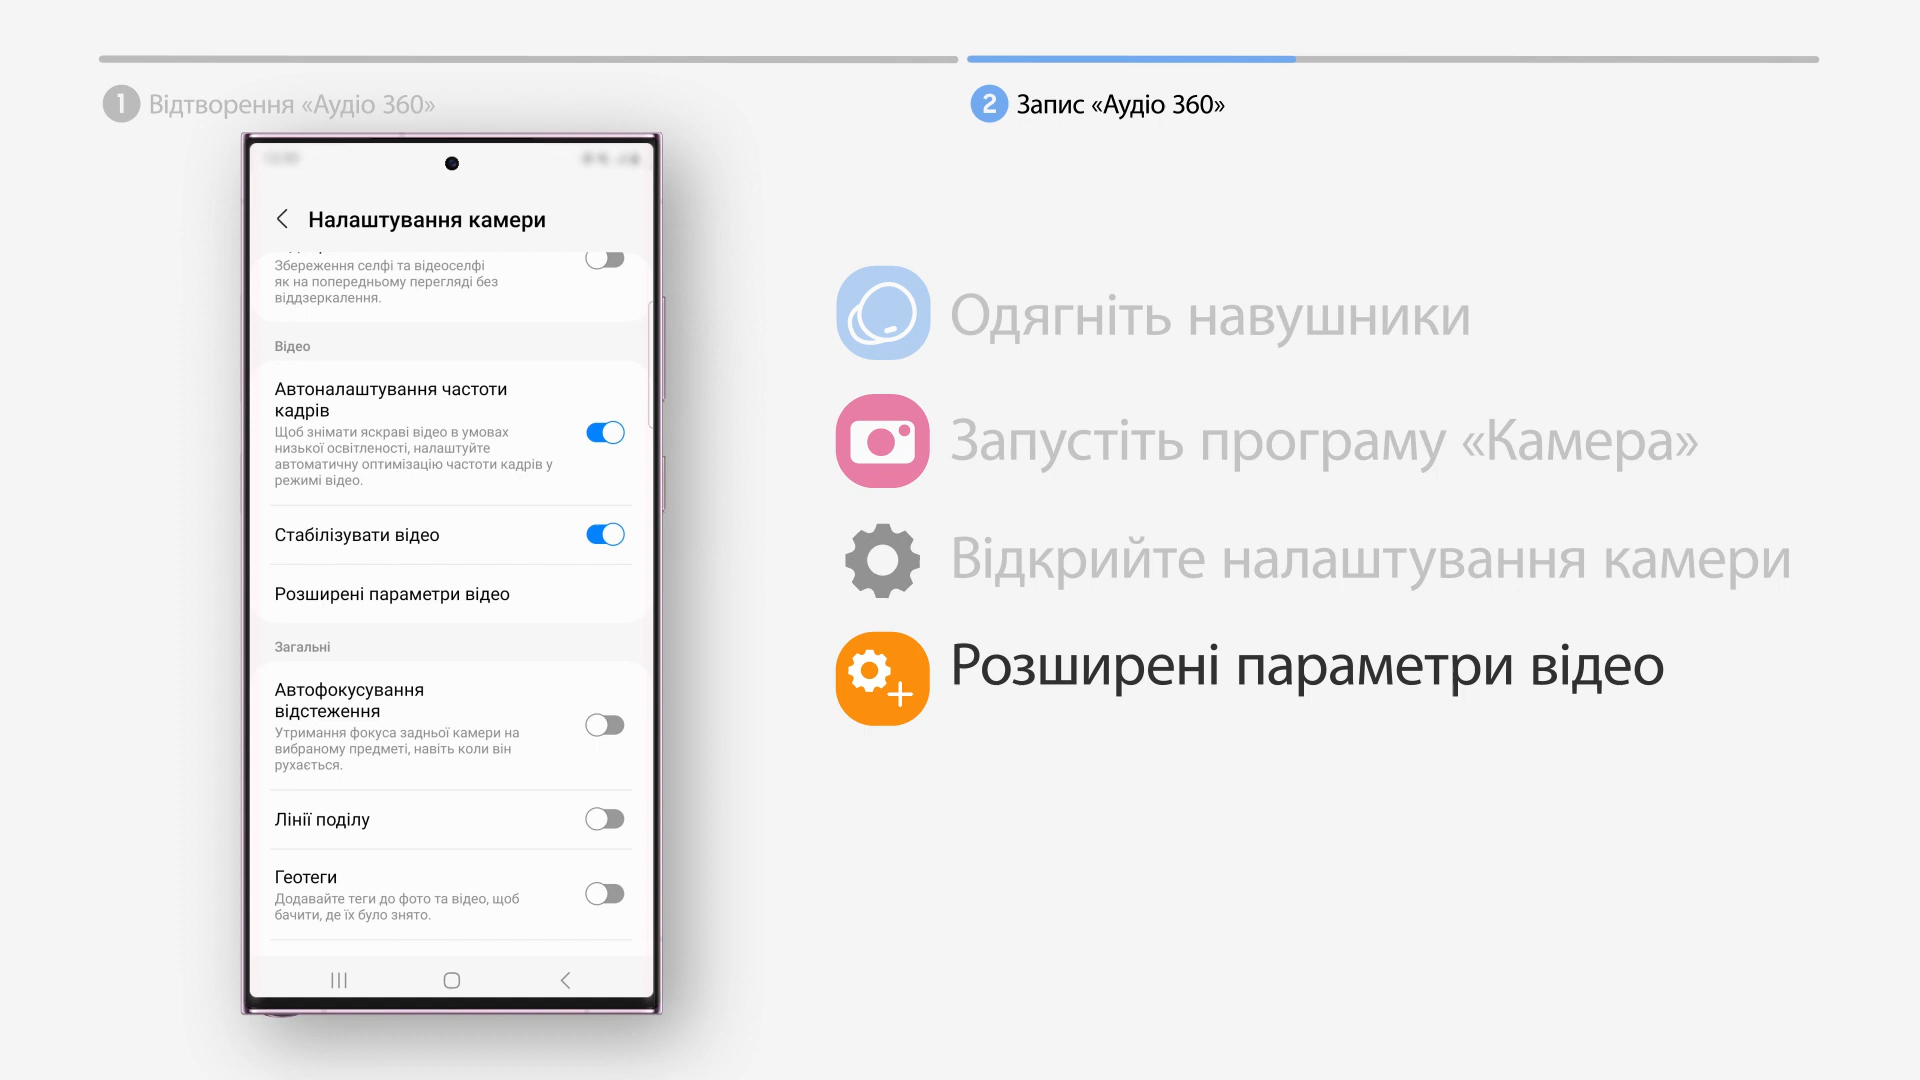 1 Відтворення «Аудіо 360»
2 Запис «Аудіо 360»
Налаштування камери
Збереження селфі та відеоселфі
як на попередньому перегляді без
віддзеркалення.
Відео
Автоналаштування частоти
кадрів
Щоб знімати яскраві відео в умовах
низької освітленості, налаштуйте
автоматичну оптимізацію частоти кадрів у
режимі відео.
Стабілізувати відео
Розширені параметри відео
Загальні
Автофокусування
відстеження
Утримання фокуса задньої камери на
вибраному предметі, навіть коли він
рухається.
Лінії поділу
Геотеги
Додавайте теги до фото та відео, щоб
бачити, де їх було знято.
Одягніть навушники
Запустіть програму «Камера»
Відкрийте налаштування камери
Розширені параметри відео